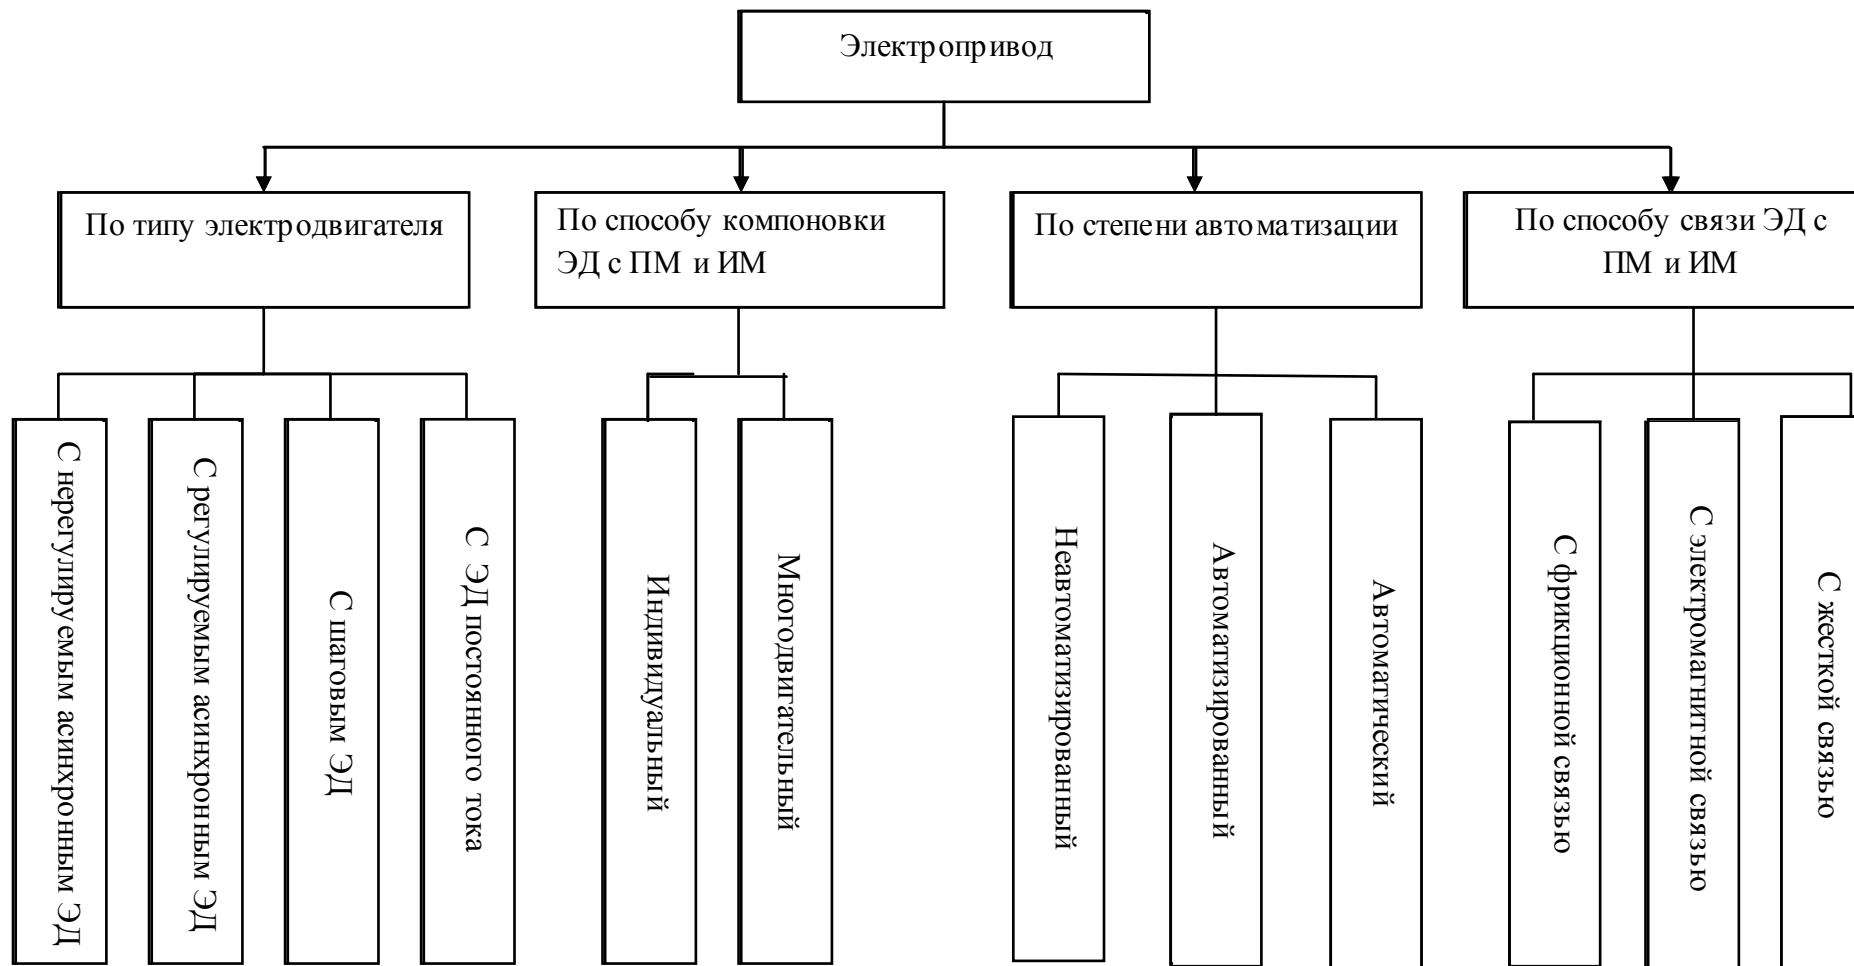 Электропривод
По типу электродвигателя
По способу компоновки
ЭД с ПМ и ИМ
По степени автоматизации
По способу связи ЭД с
ПМ и ИМ
С нерегулируемым асинхронным ЭД
С регулируемым асинхронным ЭД
С шаговым ЭД
С ЭД постоянного тока
Индивидуальный
Многодвигательный
Неавтоматизированный
Автоматизированный
Автоматический
С фрикционной связью
С электромагнитной связью
С жесткой связью